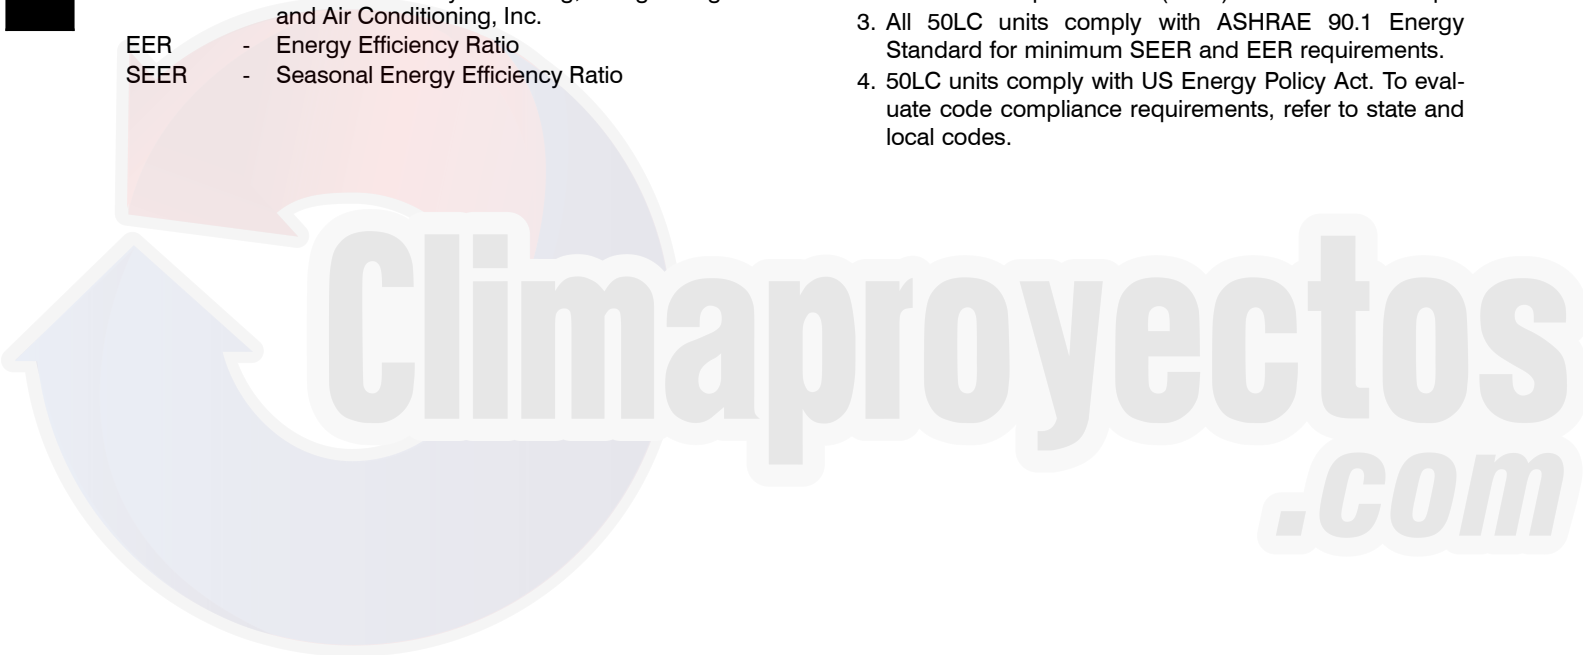 and Air Conditioning, Inc.
EER - Energy Efficiency Ratio
SEER - Seasonal Energy Efficiency Ratio
3. All 50LC units comply with ASHRAE 90.1 Energy
Standard for minimum SEER and EER requirements.
4. 50LC units comply with US Energy Policy Act. To eval-
uate code compliance requirements, refer to state and
local codes.
Climaproyectos
.com